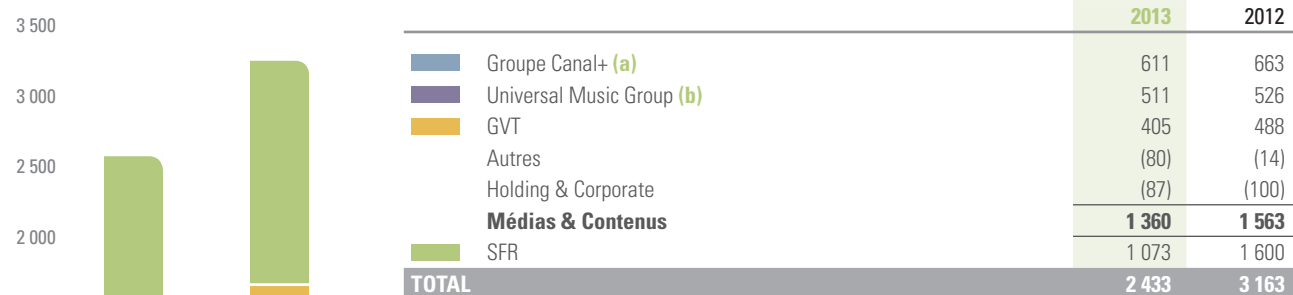 3 500
3 000
2 500
2 000
2013 2012
Groupe Canal+ (a) 611 663
Universal Music Group (b) 511 526
GVT 405 488
Autres (80) (14)
Holding & Corporate (87) (100)
Médias & Contenus 1 360 1 563
SFR 1 073 1 600
TOTAL 2 433 3 163